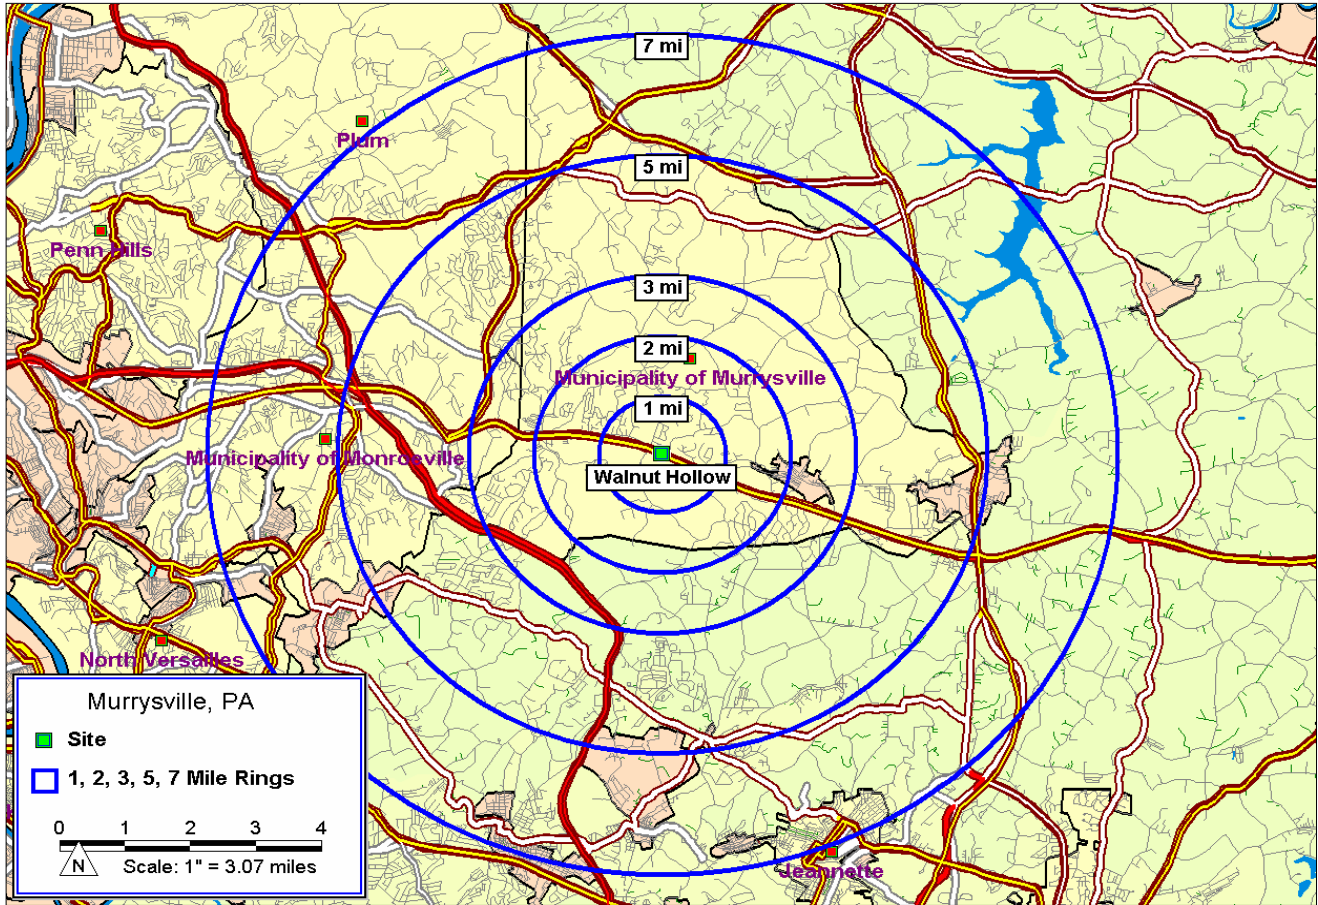 7 mi
Plum
5 mi
Penn Hills
3 mi
2 mi
Municipality of Murrysville
1 mi
Municipality of Monroeville
Walnut Hollow
North Versailles
Murrysville, PA
Site
1, 2, 3, 5, 7 Mile Rings
0 1 2 3 4
N Scale: 1" = 3.07 miles
Jeannette